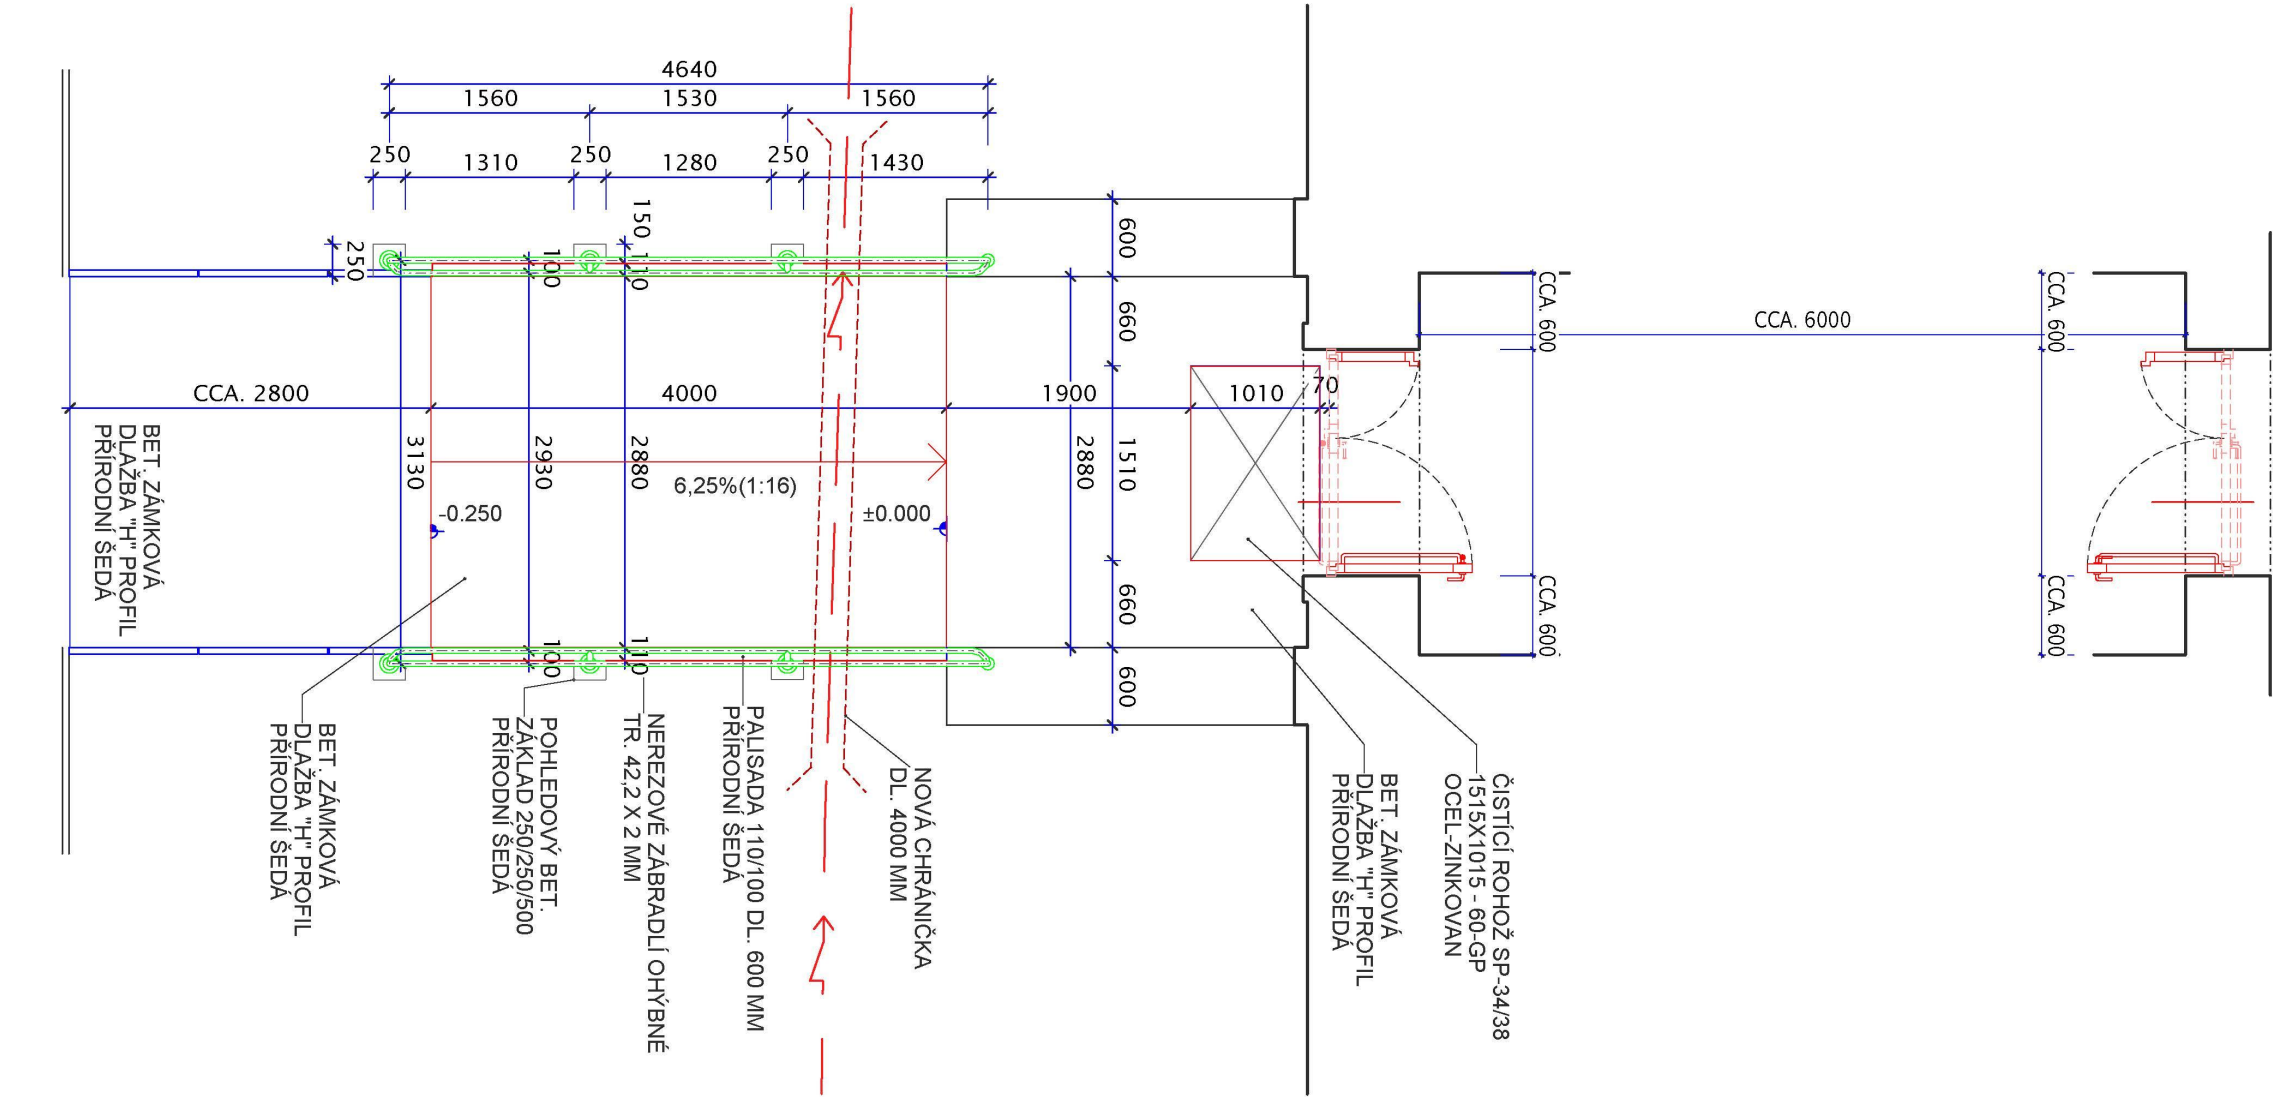 4640
1560
1530
1560
250
1310
250
1280
250
1430
150
250
100
110
600
660
CCA. 600
CCA. 6000
CCA. 600
CCA. 2800
4000
1900
1010
70
3130
2930
2880
2880
1510
6,25%(1:16)
-0.250
±0.000
BET. ZÁMKOVÁ
DLAŽBA "H" PROFIL
PŘÍRODNÍ ŠEDÁ
100
110
660
600
CCA. 600
CCA. 600
BET. ZÁMKOVÁ
DLAŽBA "H" PROFIL
PŘÍRODNÍ ŠEDÁ
POHLEDOVÝ BET.
ZÁKLAD 250/250/500
PŘÍRODNÍ ŠEDÁ
NEREZOVÉ ZÁBRADLÍ OHÝBNÉ
TR. 42,2 X 2 MM
PALISADA 110/100 DL. 600 MM
PŘÍRODNÍ ŠEDÁ
NOVÁ CHRÁNIČKA
DL. 4000 MM
BET. ZÁMKOVÁ
DLAŽBA "H" PROFIL
PŘÍRODNÍ ŠEDÁ
ČISTÍCÍ ROHOŽ SP-34/38
1515X1015 - 60-GP
OCEL-ZINKOVAN